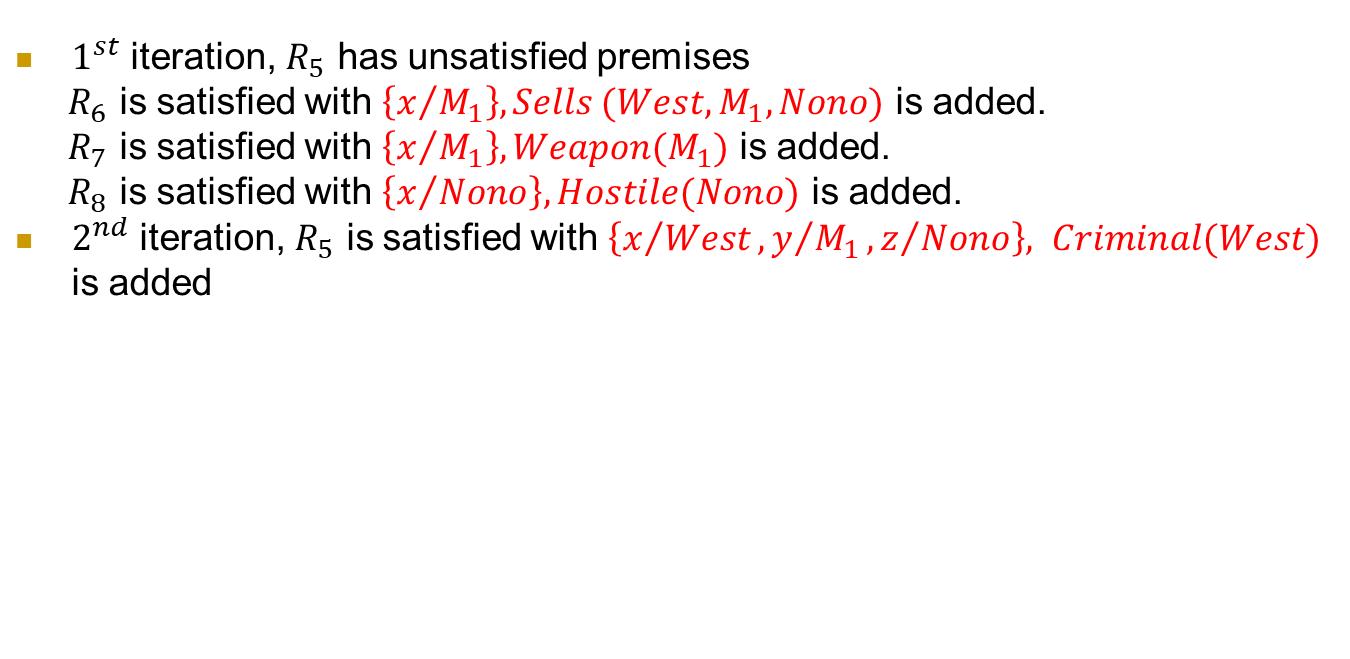 ▪ 1ˢᵗ iteration, R₅ has unsatisfied premises
R₆ is satisfied with {x/M₁}, Sells (West, M₁, Nono) is added.
R₇ is satisfied with {x/M₁}, Weapon(M₁) is added.
R₈ is satisfied with {x/Nono}, Hostile(Nono) is added.
▪ 2ⁿᵈ iteration, R₅ is satisfied with {x/West , y/M₁ , z/Nono}, Criminal(West)
is added